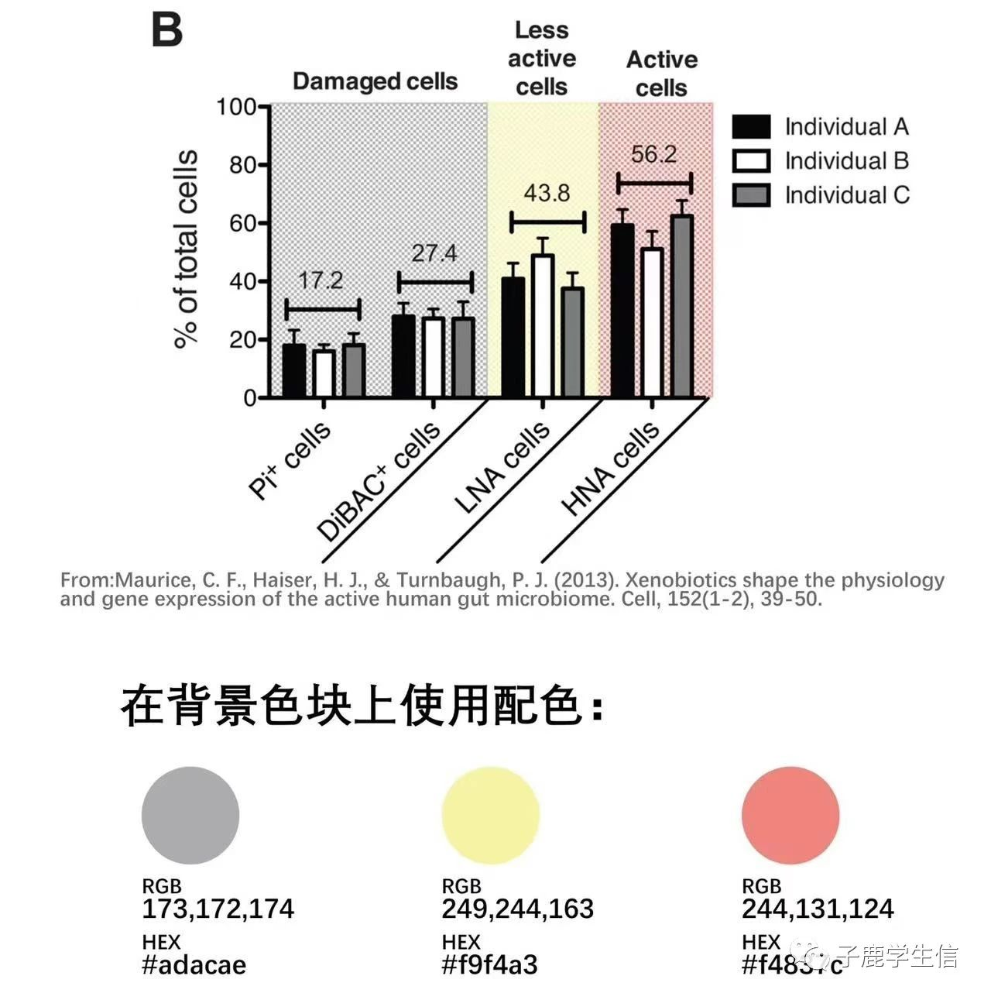 B
Damaged cells
Less
active
cells
Active
cells
100
80
60
40
20
0
% of total cells
17.2
27.4
43.8
56.2
Individual A
Individual B
Individual C
Pi⁺ cells
DiBAC⁺ cells
LNA cells
HNA cells
From:Maurice, C. F., Haiser, H. J., & Turnbaugh, P. J. (2013). Xenobiotics shape the physiology
and gene expression of the active human gut microbiome. Cell, 152(1-2), 39-50.
在背景色块上使用配色:
RGB
173,172,174
HEX
#adacae
RGB
249,244,163
HEX
#f9f4a3
RGB
244,131,124
HEX
子鹿学生信